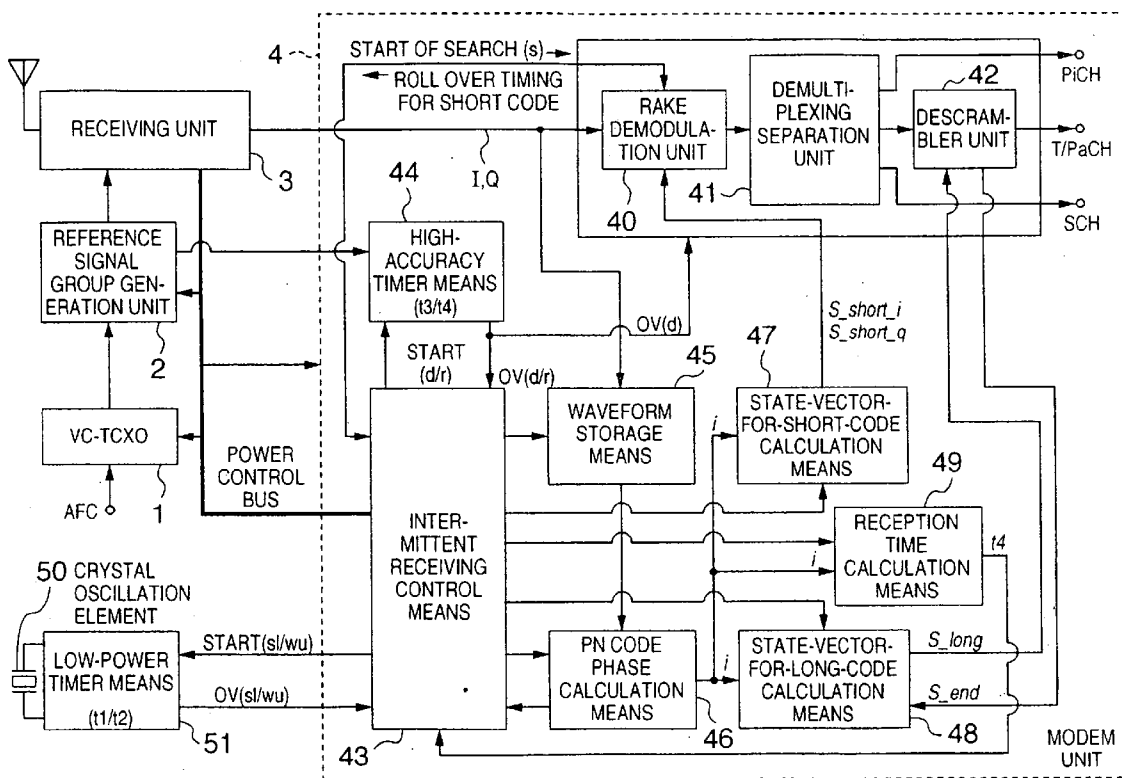 4
START OF SEARCH (s)
ROLL OVER TIMING
FOR SHORT CODE
RECEIVING UNIT
3
I,Q
RAKE
DEMODULA-
TION UNIT
40
DEMULTI-
PLEXING
SEPARATION
UNIT
41
42
DESCRAM-
BLER UNIT
PiCH
T/PaCH
SCH
REFERENCE
SIGNAL
GROUP GEN-
ERATION UNIT
2
44
HIGH-
ACCURACY
TIMER MEANS
(t3/t4)
START
(d/r)
OV(d/r)
OV(d)
S_short_i
S_short_q
VC-TCXO
1
AFC
POWER
CONTROL
BUS
45
WAVEFORM
STORAGE
MEANS
47
STATE-VECTOR-
FOR-SHORT-CODE
CALCULATION
MEANS
i
49
RECEPTION
TIME
CALCULATION
MEANS
t4
i
INTER-
MITTENT
RECEIVING
CONTROL
MEANS
43
50
CRYSTAL
OSCILLATION
ELEMENT
LOW-POWER
TIMER MEANS
(t1/t2)
51
START(sl/wu)
OV(sl/wu)
PN CODE
PHASE
CALCULATION
MEANS
46
i
STATE-VECTOR-
FOR-LONG-CODE
CALCULATION
MEANS
48
S_long
S_end
MODEM
UNIT